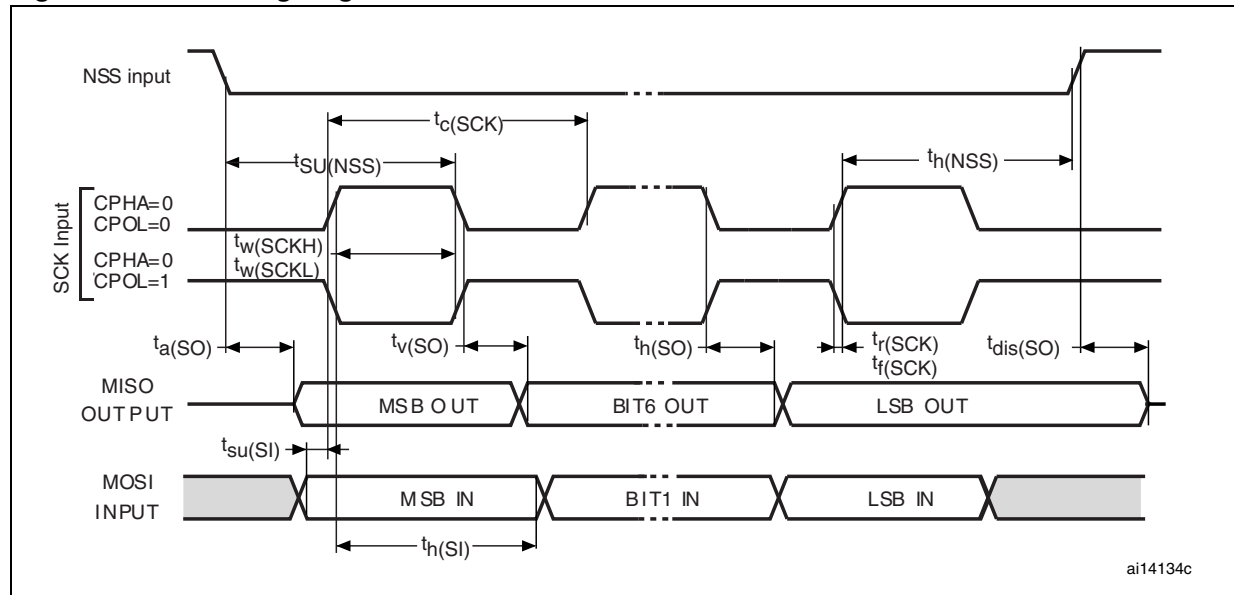 NSS input
tc(SCK)
tSU(NSS)
th(NSS)
SCK Input
CPHA=0
CPOL=0
tw(SCKH)
CPHA=0
tw(SCKL)
CPOL=1
ta(SO)
tv(SO)
th(SO)
tr(SCK)
tf(SCK)
tdis(SO)
MISO
OUTPUT
MSB OUT
BIT6 OUT
LSB OUT
tsu(SI)
MOSI
INPUT
MSB IN
BIT1 IN
LSB IN
th(SI)
ai14134c